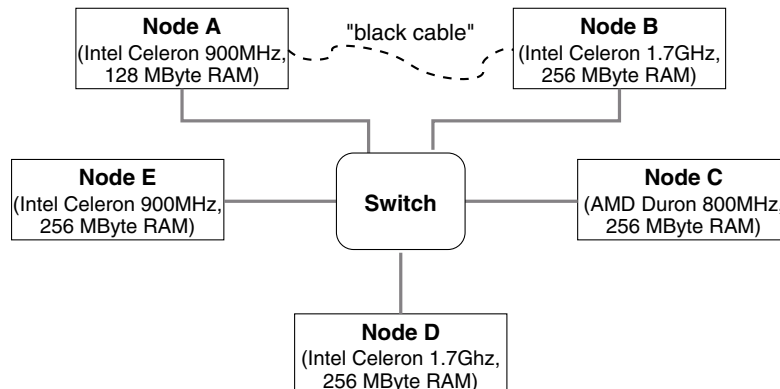 Node A
(Intel Celeron 900MHz,
128 MByte RAM)
"black cable"
Node B
(Intel Celeron 1.7GHz,
256 MByte RAM)
Node E
(Intel Celeron 900MHz,
256 MByte RAM)
Switch
Node C
(AMD Duron 800MHz,
256 MByte RAM)
Node D
(Intel Celeron 1.7Ghz,
256 MByte RAM)